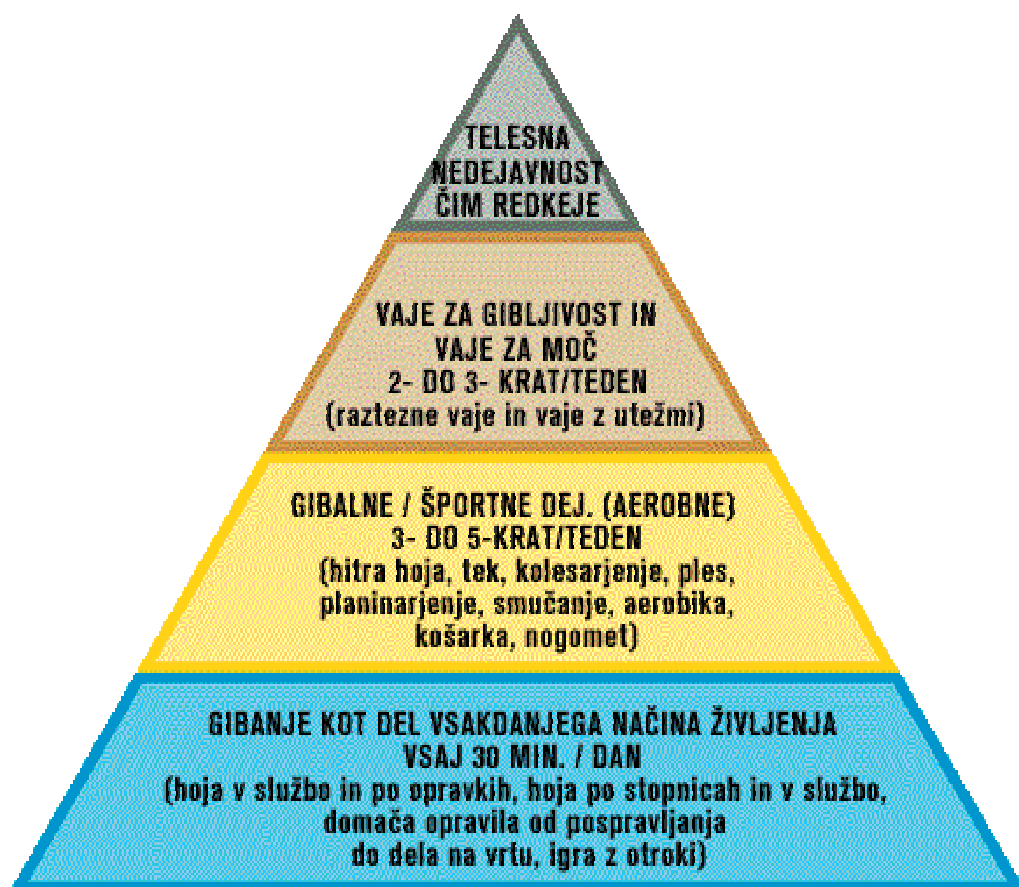 TELESNA
NEDEJAVNOST
ČIM REDKEJE
VAJE ZA GIBLJIVOST IN
VAJE ZA MOČ
2- DO 3- KRAT/TEDEN
(raztezne vaje in vaje z utežmi)
GIBALNE / ŠPORTNE DEJ. (AEROBNE)
3- DO 5-KRAT/TEDEN
(hitra hoja, tek, kolesarjenje, ples,
planinarjenje, smučanje, aerobika,
košarka, nogomet)
GIBANJE KOT DEL VSAKDANJEGA NAČINA ŽIVLJENJA
VSAJ 30 MIN. / DAN
(hoja v službo in po opravkih, hoja po stopnicah in v službo,
domača opravila od pospravljanja
do dela na vrtu, igra z otroki)